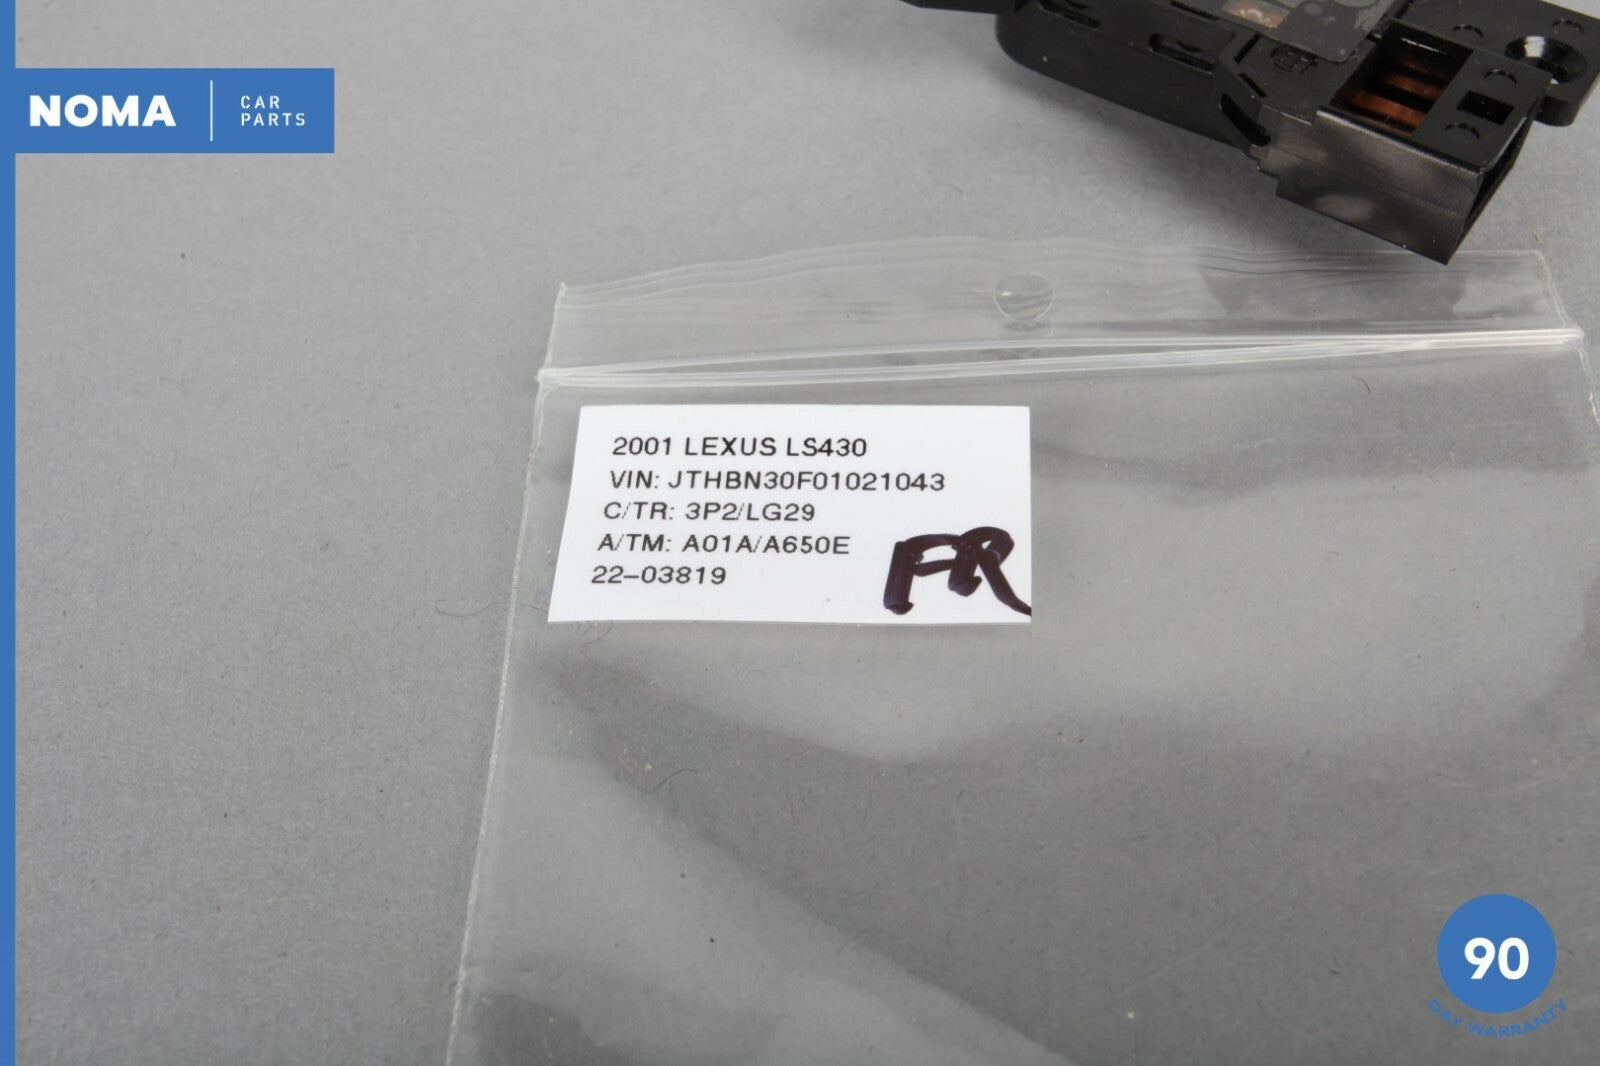 NOMA
CAR
PARTS
2001 LEXUS LS430
VIN: JTHBN30F01021043
C/TR: 3P2/LG29
A/TM: A01A/A650E
22-03819
FR
90
DAY WARRANTY